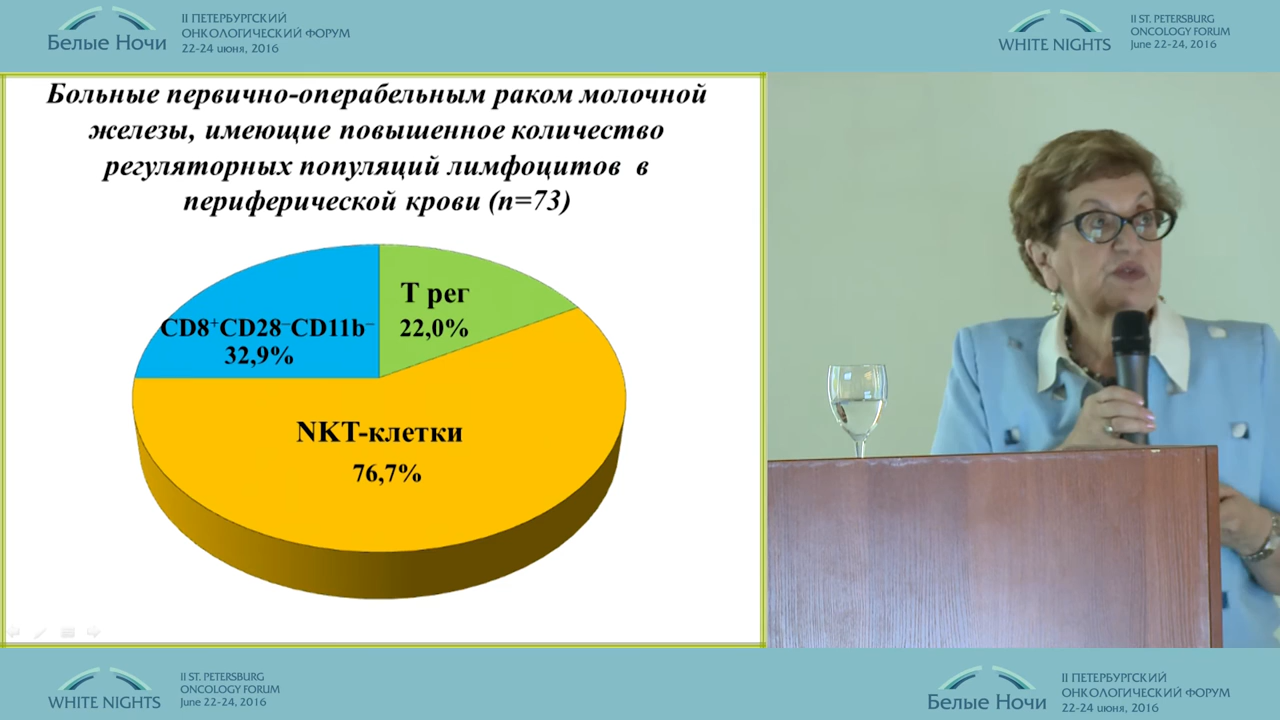 Белые Ночи
II ПЕТЕРБУРГСКИЙ
ОНКОЛОГИЧЕСКИЙ ФОРУМ
22-24 июня, 2016
WHITE NIGHTS
II ST. PETERSBURG
ONCOLOGY FORUM
June 22-24, 2016
Больные первично-операбельным раком молочной
железы, имеющие повышенное количество
регуляторных популяций лимфоцитов в
периферической крови (n=73)
Т рег
22,0%
CD8⁺CD28⁻CD11b⁻
32,9%
NKT-клетки
76,7%
WHITE NIGHTS
II ST. PETERSBURG
ONCOLOGY FORUM
June 22-24, 2016
Белые Ночи
II ПЕТЕРБУРГСКИЙ
ОНКОЛОГИЧЕСКИЙ ФОРУМ
22-24 июня, 2016